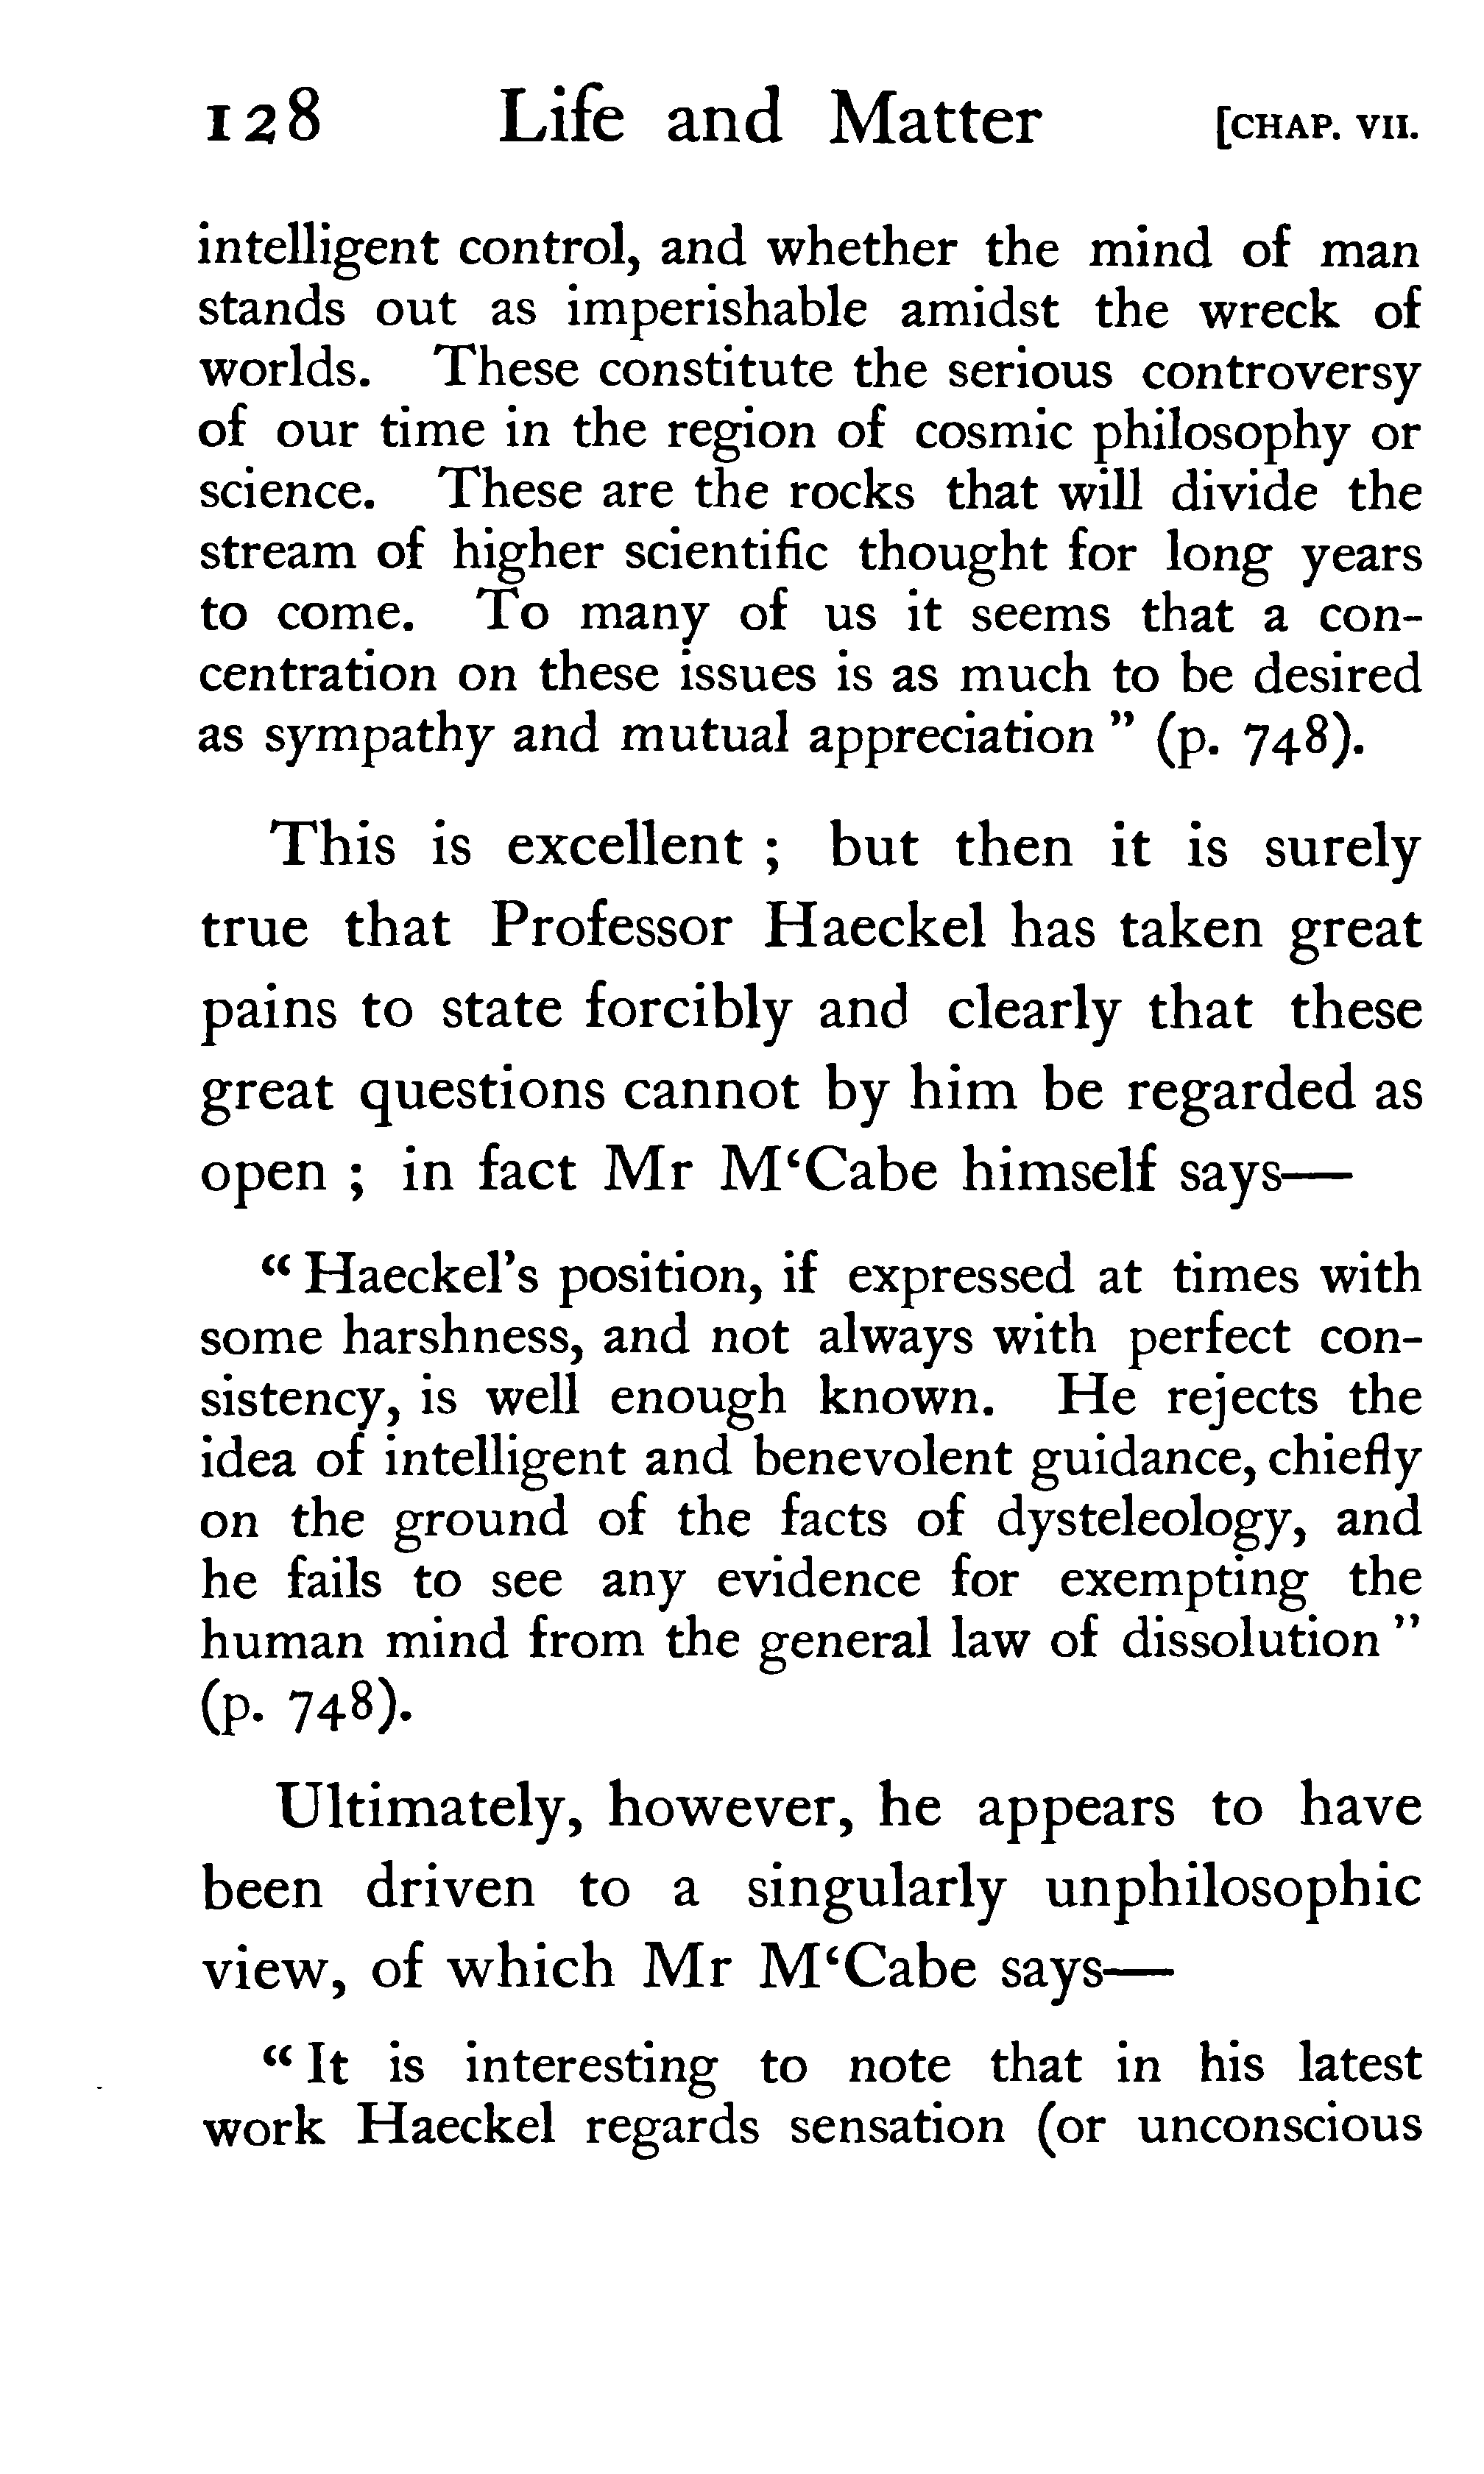 128 Life and Matter [CHAP. VII.
intelligent control, and whether the mind of man
stands out as imperishable amidst the wreck of
worlds. These constitute the serious controversy
of our time in the region of cosmic philosophy or
science. These are the rocks that will divide the
stream of higher scientific thought for long years
to come. To many of us it seems that a con-
centration on these issues is as much to be desired
as sympathy and mutual appreciation ” (p. 748).
This is excellent ; but then it is surely
true that Professor Haeckel has taken great
pains to state forcibly and clearly that these
great questions cannot by him be regarded as
open ; in fact Mr M‘Cabe himself says—
“ Haeckel’s position, if expressed at times with
some harshness, and not always with perfect con-
sistency, is well enough known. He rejects the
idea of intelligent and benevolent guidance, chiefly
on the ground of the facts of dysteleology, and
he fails to see any evidence for exempting the
human mind from the general law of dissolution ”
(p. 748).
Ultimately, however, he appears to have
been driven to a singularly unphilosophic
view, of which Mr M‘Cabe says—
“ It is interesting to note that in his latest
work Haeckel regards sensation (or unconscious